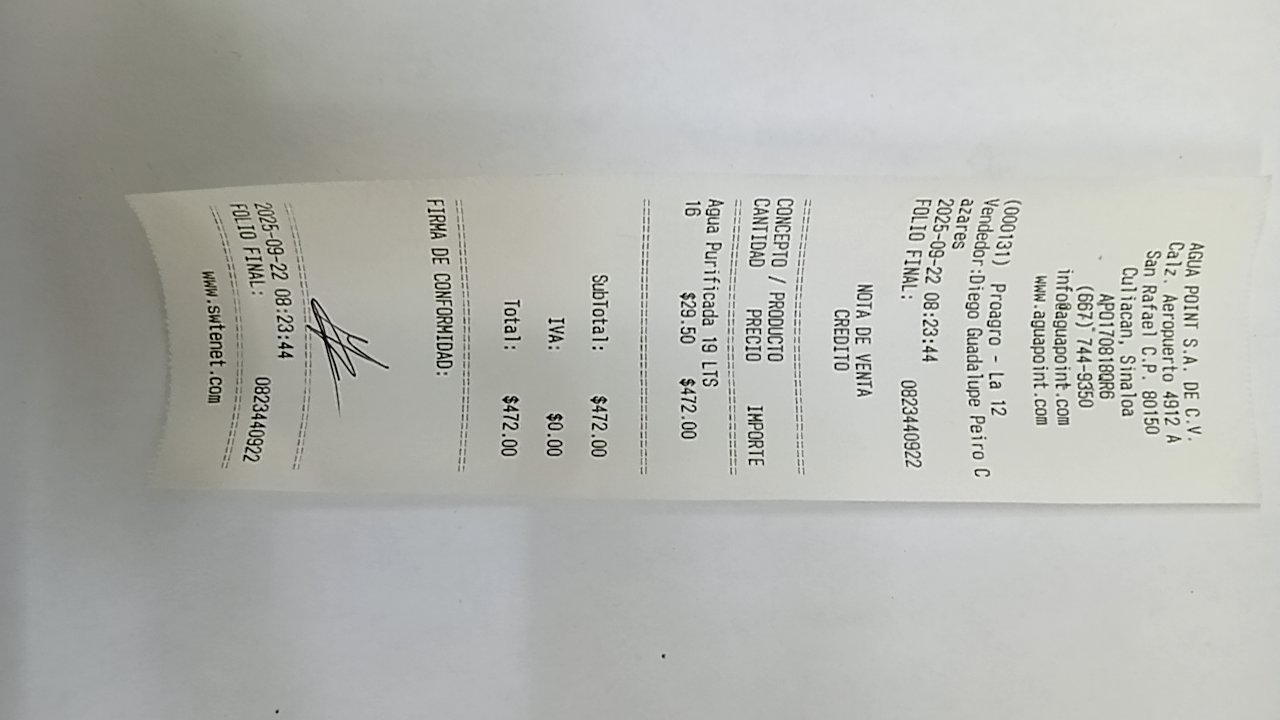 AGUA POINT S.A. DE C.V.
Calz. Aeropuerto 4912 A
San Rafael C.P. 80150
Culiacan, Sinaloa
APO170818QR6
(667) 744-9350
info@aguapoint.com
www.aguapoint.com
(000131) Proagro - La 12
Vendedor:Diego Guadalupe Peiro C
azares
2025-09-22 08:23:44
FOLIO FINAL: 0823440922
NOTA DE VENTA
CREDITO
CONCEPTO / PRODUCTO
CANTIDAD PRECIO IMPORTE
Agua Purificada 19 LTS
16 $29.50 $472.00
SubTotal: $472.00
IVA: $0.00
Total: $472.00
FIRMA DE CONFORMIDAD:
2025-09-22 08:23:44
FOLIO FINAL: 0823440922
www.swtenet.com